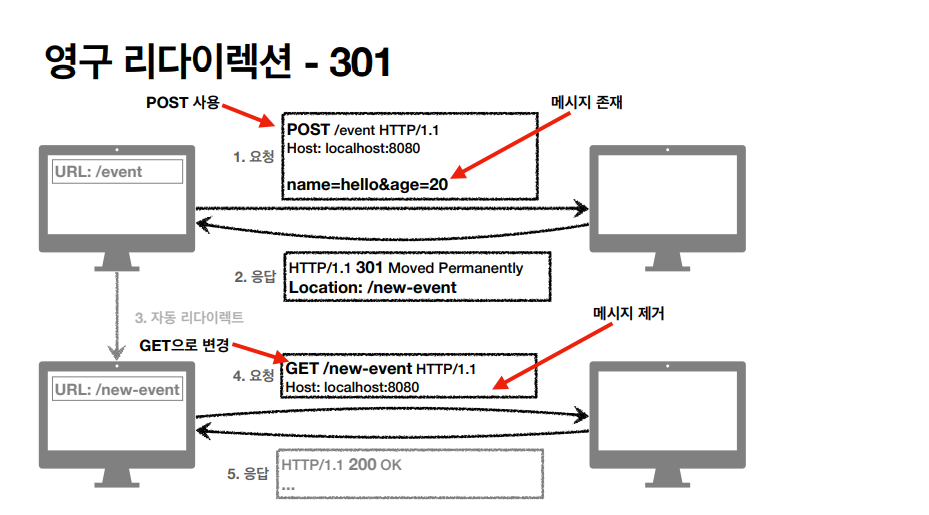 영구 리다이렉션 - 301
POST 사용
메시지 존재
1. 요청
POST /event HTTP/1.1
Host: localhost:8080
name=hello&age=20
URL: /event
2. 응답
HTTP/1.1 301 Moved Permanently
Location: /new-event
3. 자동 리다이렉트
메시지 제거
GET으로 변경
4. 요청
GET /new-event HTTP/1.1
Host: localhost:8080
URL: /new-event
5. 응답
HTTP/1.1 200 OK
...